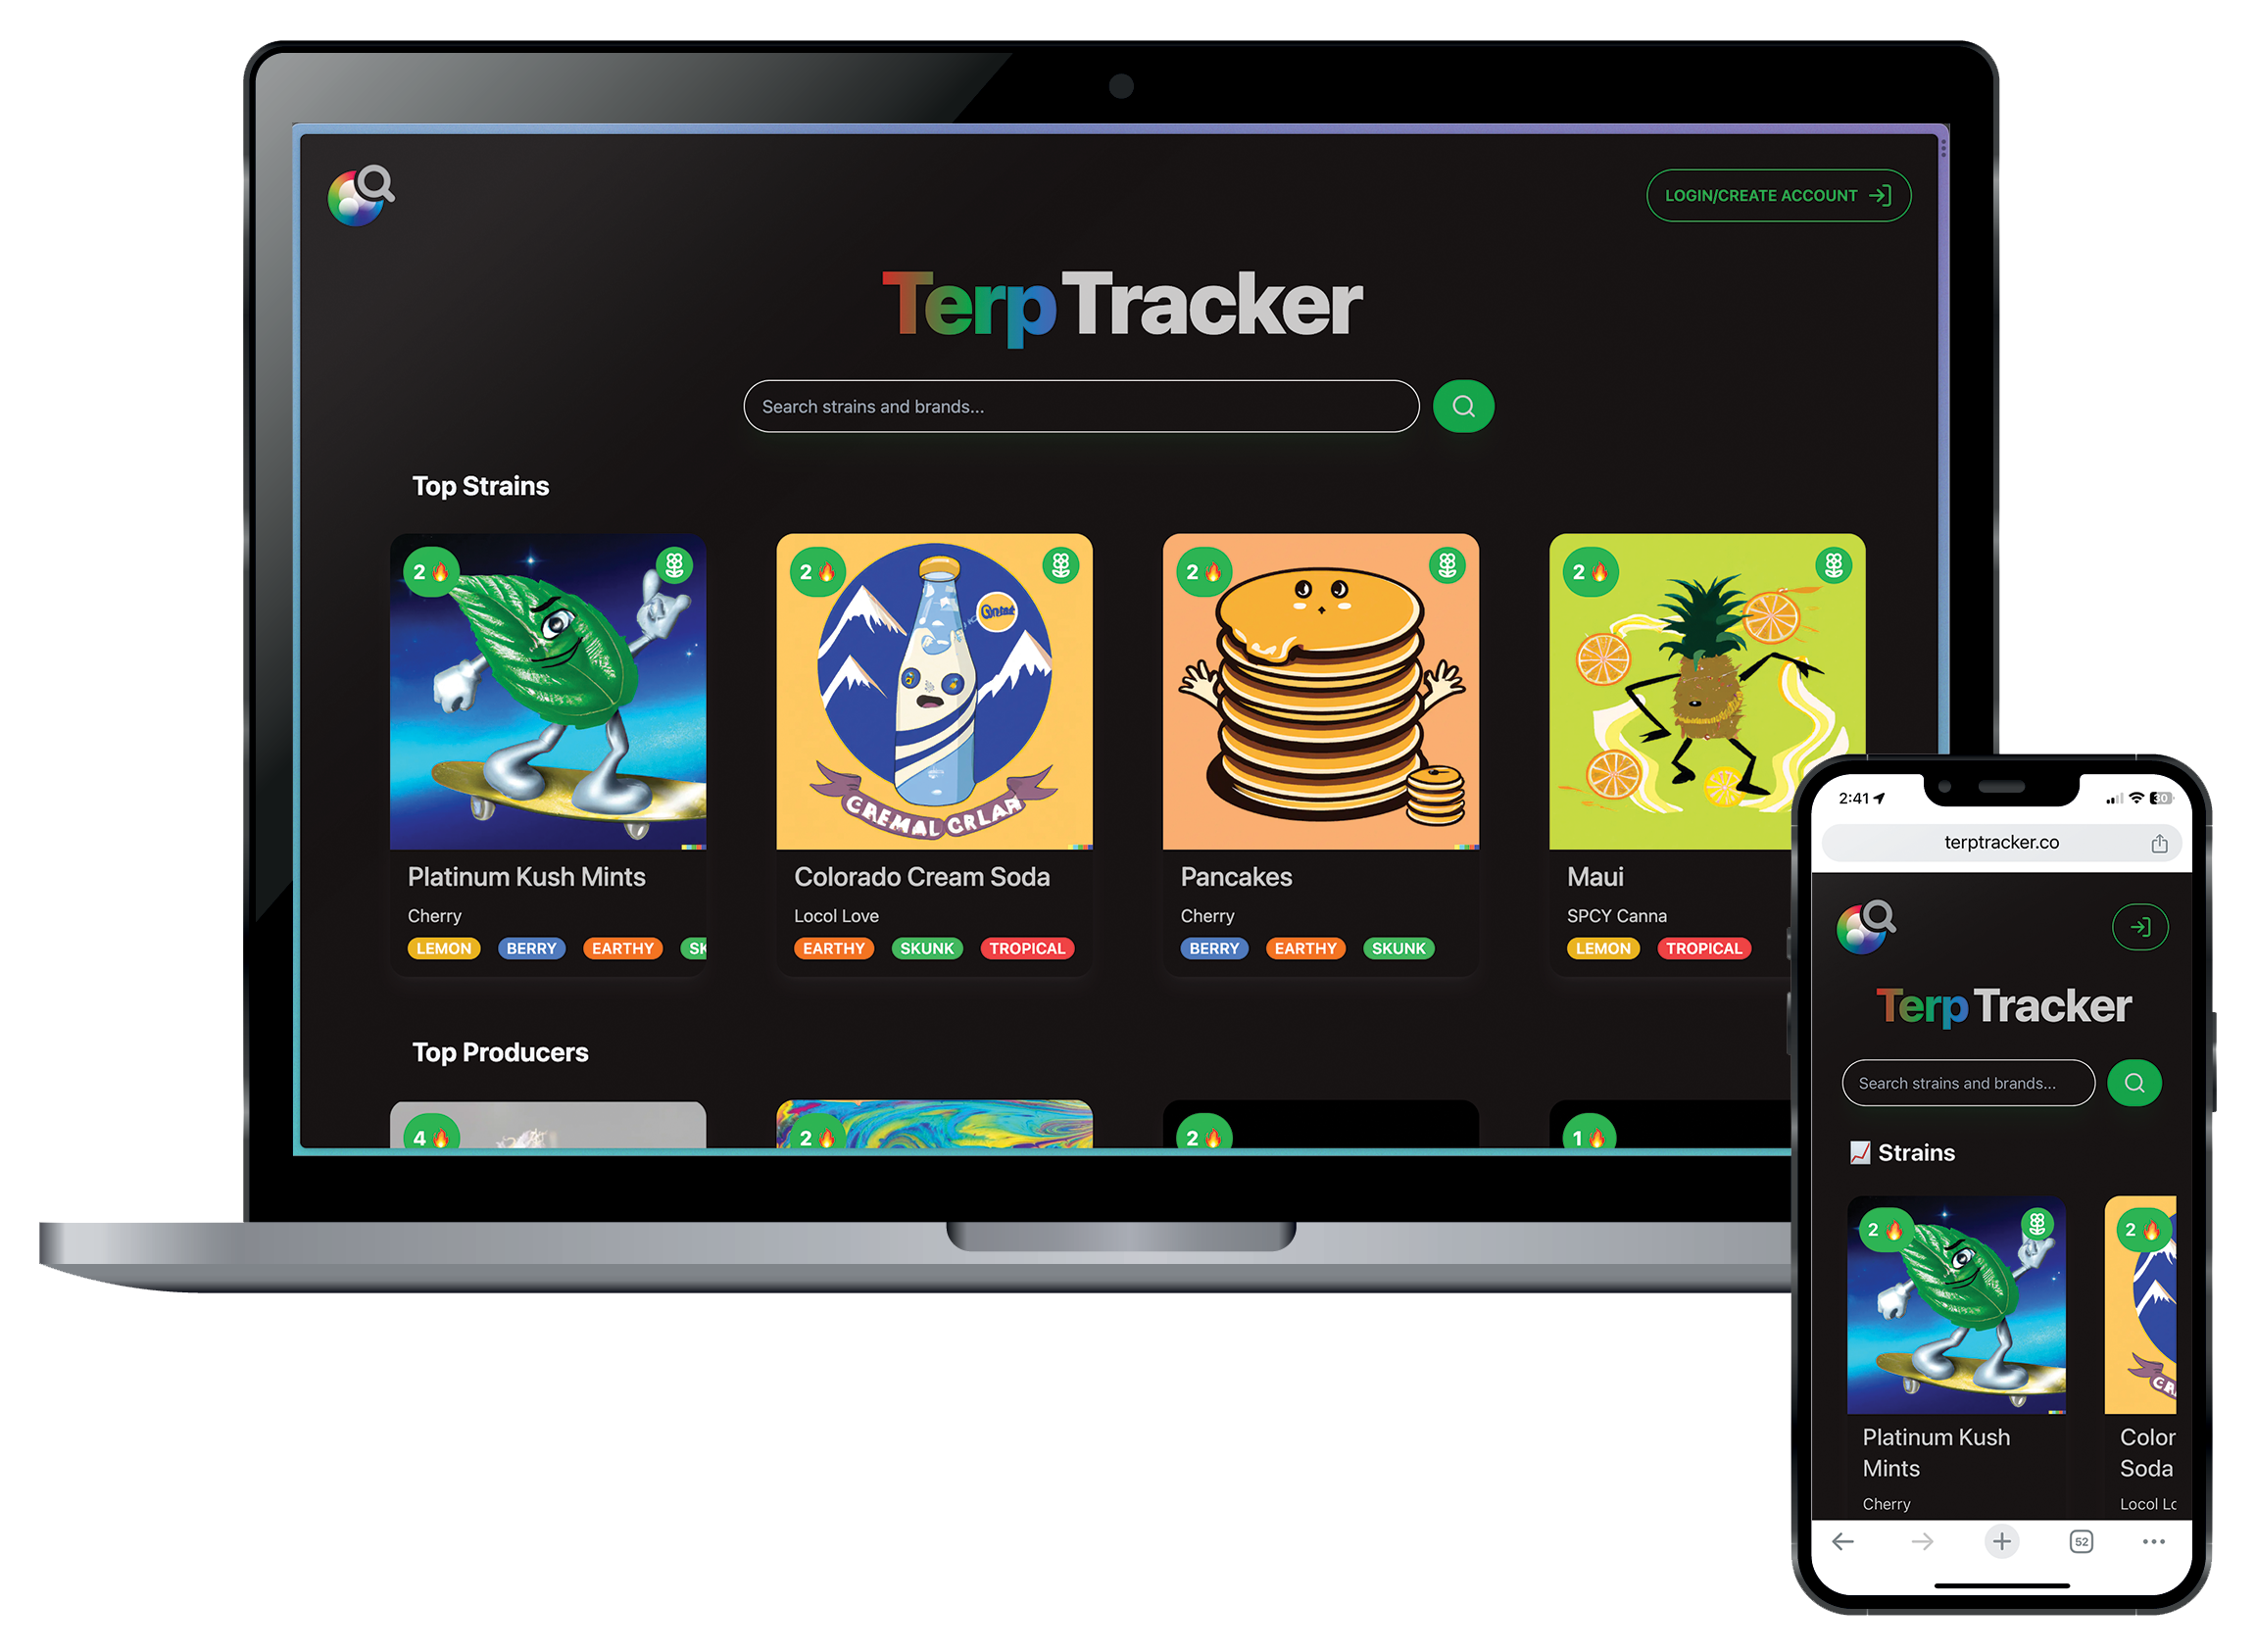 LOGIN/CREATE ACCOUNT
Terp Tracker
Search strains and brands...
Top Strains
2
2
2
2
CREMAL CRLAR
Platinum Kush Mints
Colorado Cream Soda
Pancakes
Maui
Cherry
Locol Love
Cherry
SPCY Canna
LEMON BERRY EARTHY SK
EARTHY SKUNK TROPICAL
BERRY EARTHY SKUNK
LEMON TROPICAL
Top Producers
4
2
2
1
2:41
30
terptracker.co
Terp Tracker
Search strains and brands...
Strains
2
2
Platinum Kush
Mints
Cherry
Color
Soda
Locol Lo
52